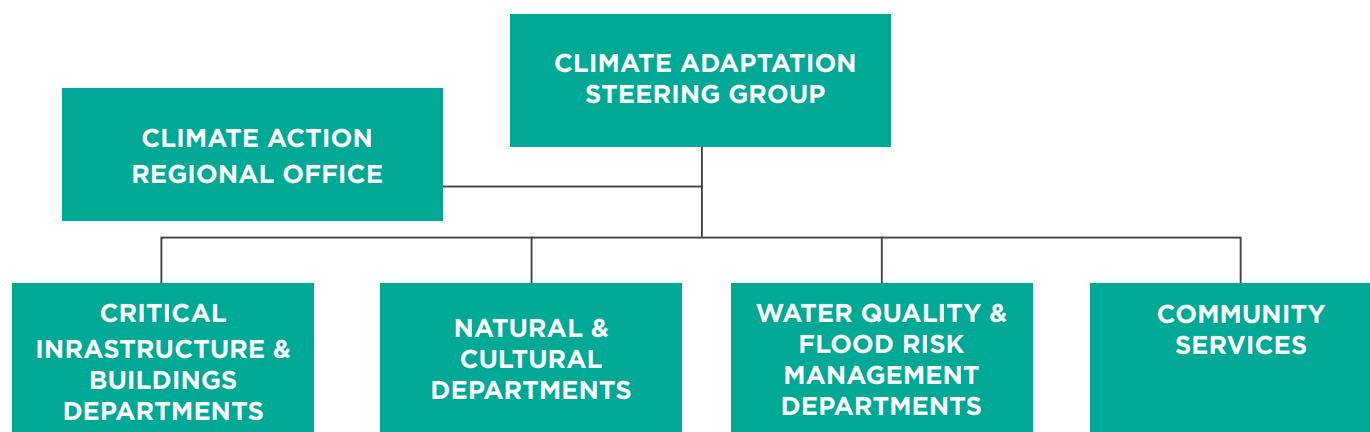 CLIMATE ADAPTATION
STEERING GROUP
CLIMATE ACTION
REGIONAL OFFICE
CRITICAL
INRASTRUCTURE &
BUILDINGS
DEPARTMENTS
NATURAL &
CULTURAL
DEPARTMENTS
WATER QUALITY &
FLOOD RISK
MANAGEMENT
DEPARTMENTS
COMMUNITY
SERVICES